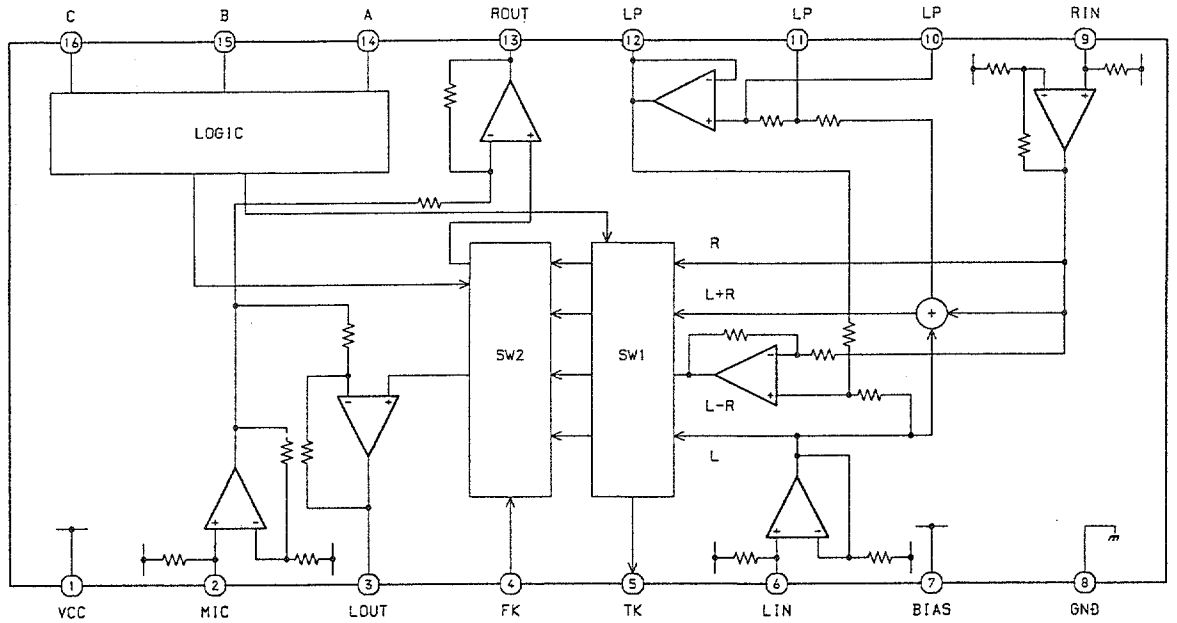 C B A ROUT LP LP LP RIN
16 15 14 13 12 11 10 9
LOGIC
- +
-
+
- +
R
L+R
+
SW2
SW1
-
+
- +
L-R
L
+ -
+ -
1 2 3 4 5 6 7 8
VCC MIC LOUT FK TK LIN BIAS GND